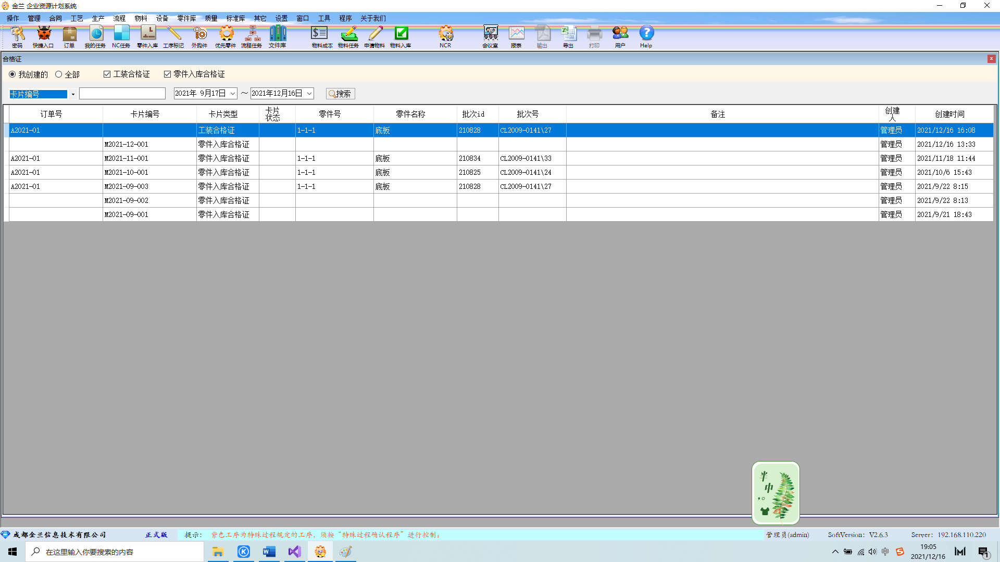 金兰 企业资源计划系统
操作 管理 合同 工艺 生产 流程 物料 设备 零件库 质量 标准库 其它 设置 窗口 工具 程序 关于我们
密码 快捷入口 订单 我的任务 NC任务 零件入库 工序标记 外购件 优先零件 流程任务 文件库 物料成本 物料任务 申请物料 物料入库 NCR 会议室 报表 输出 导出 打印 用户 Help
合格证
我创建的 全部 工装合格证 零件入库合格证
卡片编号 2021年 9月17日 ～ 2021年12月16日 搜索
订单号 卡片编号 卡片类型 卡片状态 零件号 零件名称 批次id 批次号 备注 创建人 创建时间
A2021-01 工装合格证 1-1-1 底板 210828 CL2009-0141\27 管理员 2021/12/16 16:08
M2021-12-001 零件入库合格证 管理员 2021/12/16 13:33
A2021-01 M2021-11-001 零件入库合格证 1-1-1 底板 210834 CL2009-0141\33 管理员 2021/11/18 11:44
A2021-01 M2021-10-001 零件入库合格证 1-1-1 底板 210825 CL2009-0141\24 管理员 2021/10/6 15:43
A2021-01 M2021-09-003 零件入库合格证 1-1-1 底板 210828 CL2009-0141\27 管理员 2021/9/22 8:15
M2021-09-002 零件入库合格证 管理员 2021/9/22 8:13
M2021-09-001 零件入库合格证 管理员 2021/9/21 18:43
半
中
成都金兰信息技术有限公司 正式版 提示： 紫色工序为特殊过程规定的工序，须按“特殊过程确认程序”进行控制。 管理员(admin) SoftVersion：V2.6.3 Server：192.168.110.220
在这里输入你要搜索的内容 中 19:05
2021/12/16
1